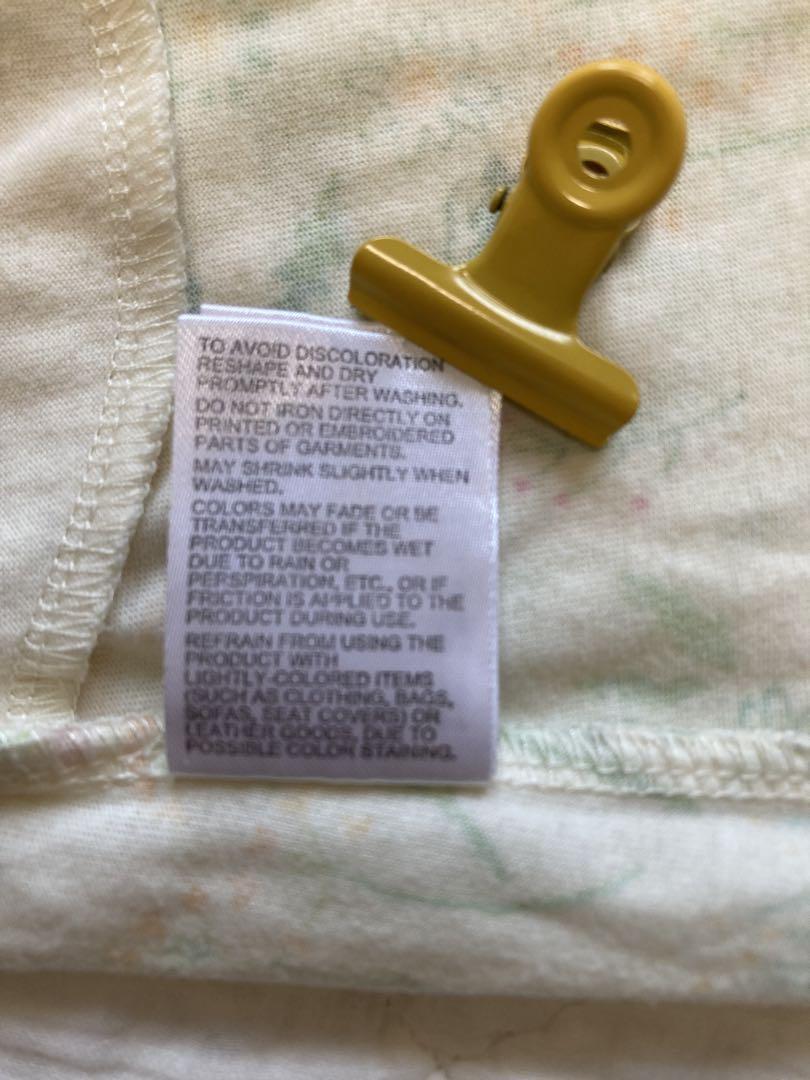 TO AVOID DISCOLORATION
RESHAPE AND DRY
PROMPTLY AFTER WASHING.
DO NOT IRON DIRECTLY ON
PRINTED OR EMBROIDERED
PARTS OF GARMENTS.
MAY SHRINK SLIGHTLY WHEN
WASHED.
COLORS MAY FADE OR BE
TRANSFERRED IF THE
PRODUCT BECOMES WET
DUE TO RAIN OR
PERSPIRATION, ETC., OR IF
FRICTION IS APPLIED TO THE
PRODUCT DURING USE.
REFRAIN FROM USING THE
PRODUCT WITH
LIGHTLY-COLORED ITEMS
(SUCH AS CLOTHING, BAGS,
SOFAS, SEAT COVERS) OR
LEATHER GOODS, DUE TO
POSSIBLE COLOR STAINING.